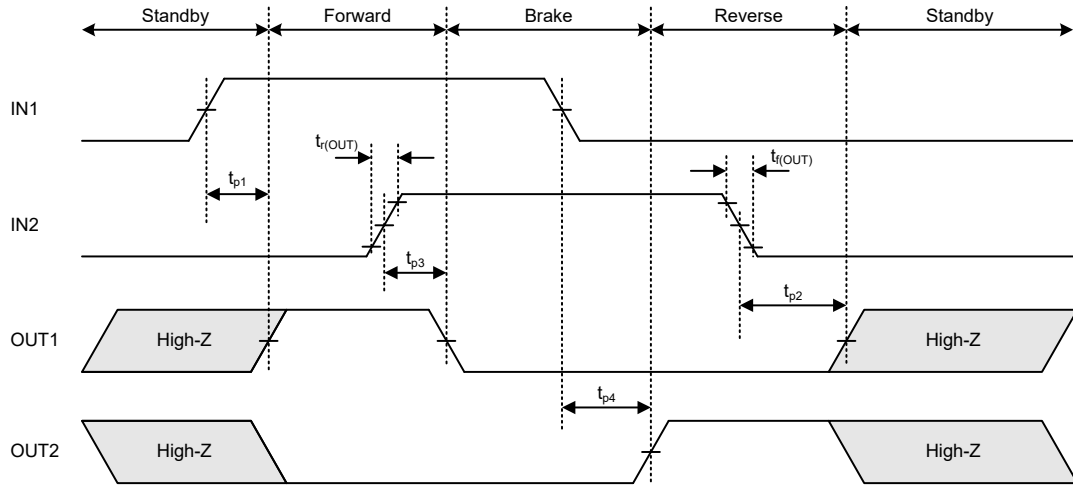 Standby Forward Brake Reverse Standby
IN1
tr(OUT) tf(OUT)
tp1
IN2
tp3 tp2
OUT1 High-Z High-Z
tp4
OUT2 High-Z High-Z